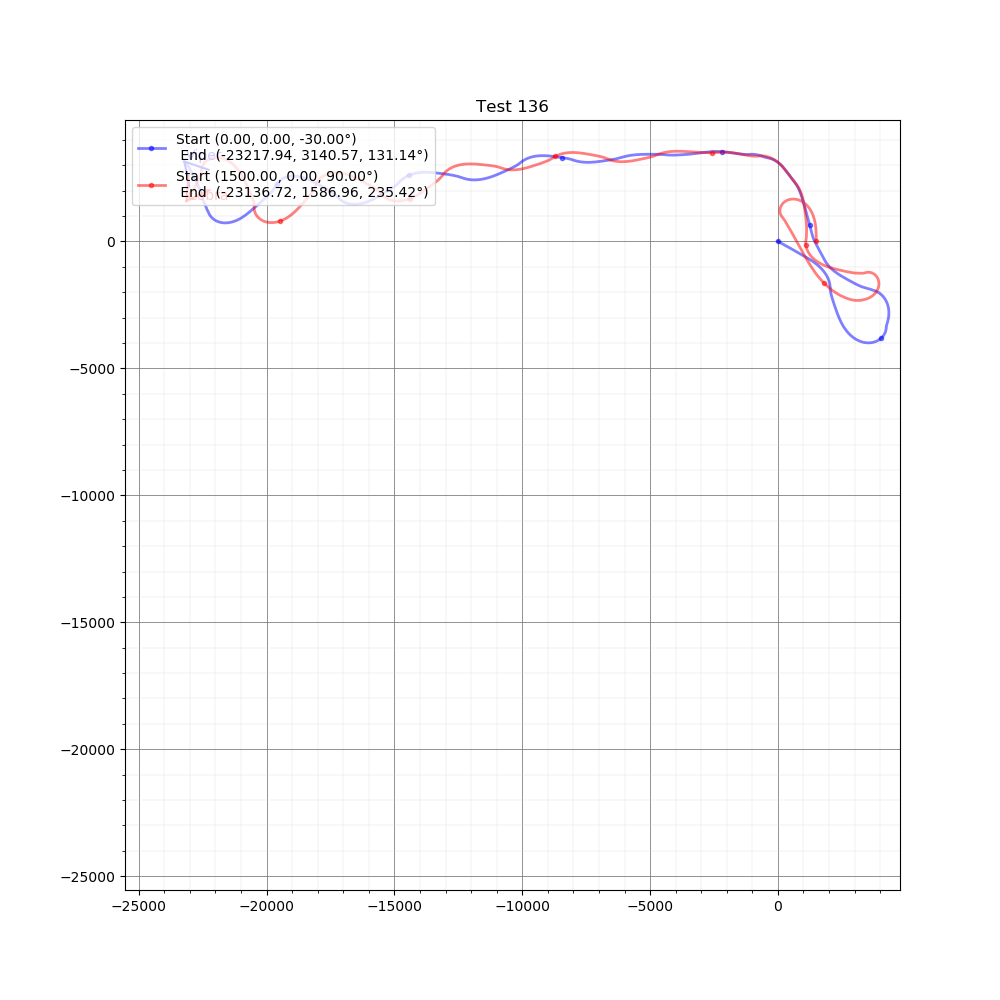 Test 136
Start (0.00, 0.00, -30.00°)
End (-23217.94, 3140.57, 131.14°)
Start (1500.00, 0.00, 90.00°)
End (-23136.72, 1586.96, 235.42°)
0
−5000
−10000
−15000
−20000
−25000
−25000 −20000 −15000 −10000 −5000 0